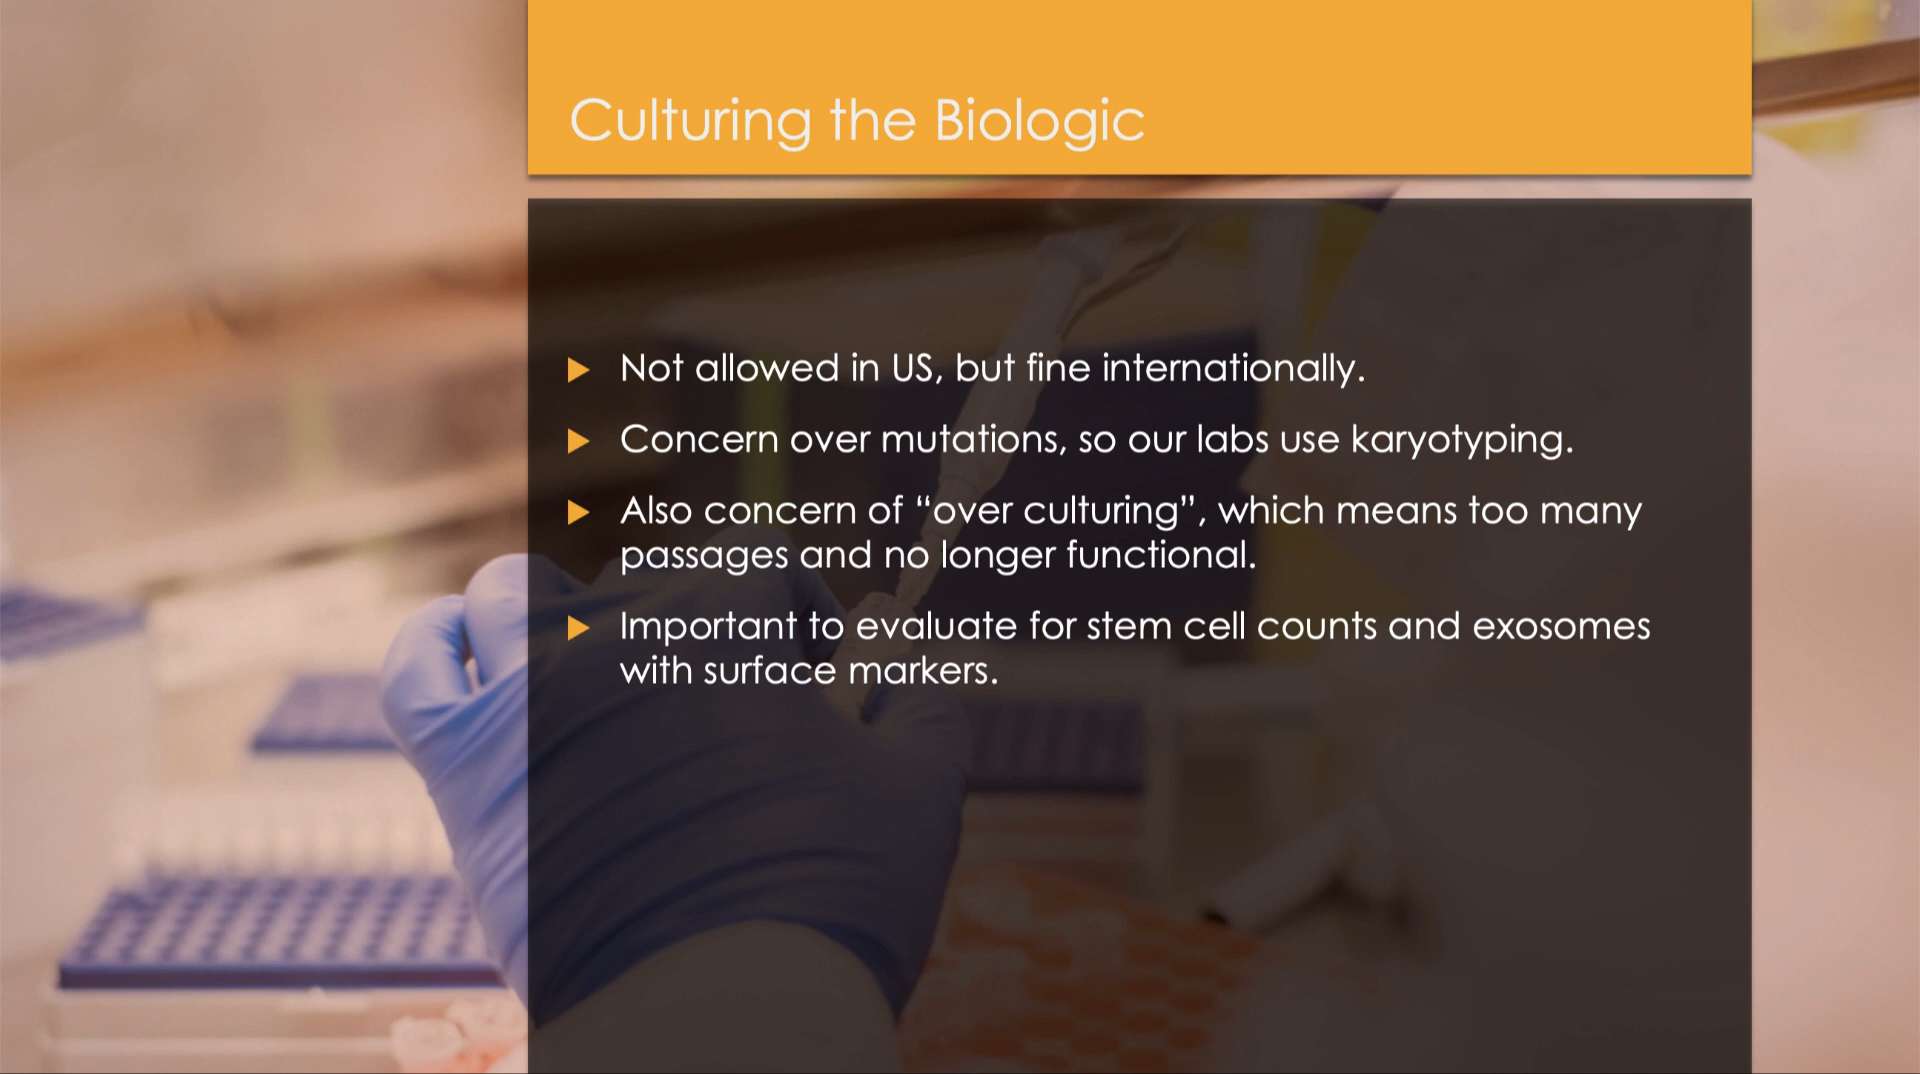 Culturing the Biologic
Not allowed in US, but fine internationally.
Concern over mutations, so our labs use karyotyping.
Also concern of “over culturing”, which means too many
passages and no longer functional.
Important to evaluate for stem cell counts and exosomes
with surface markers.